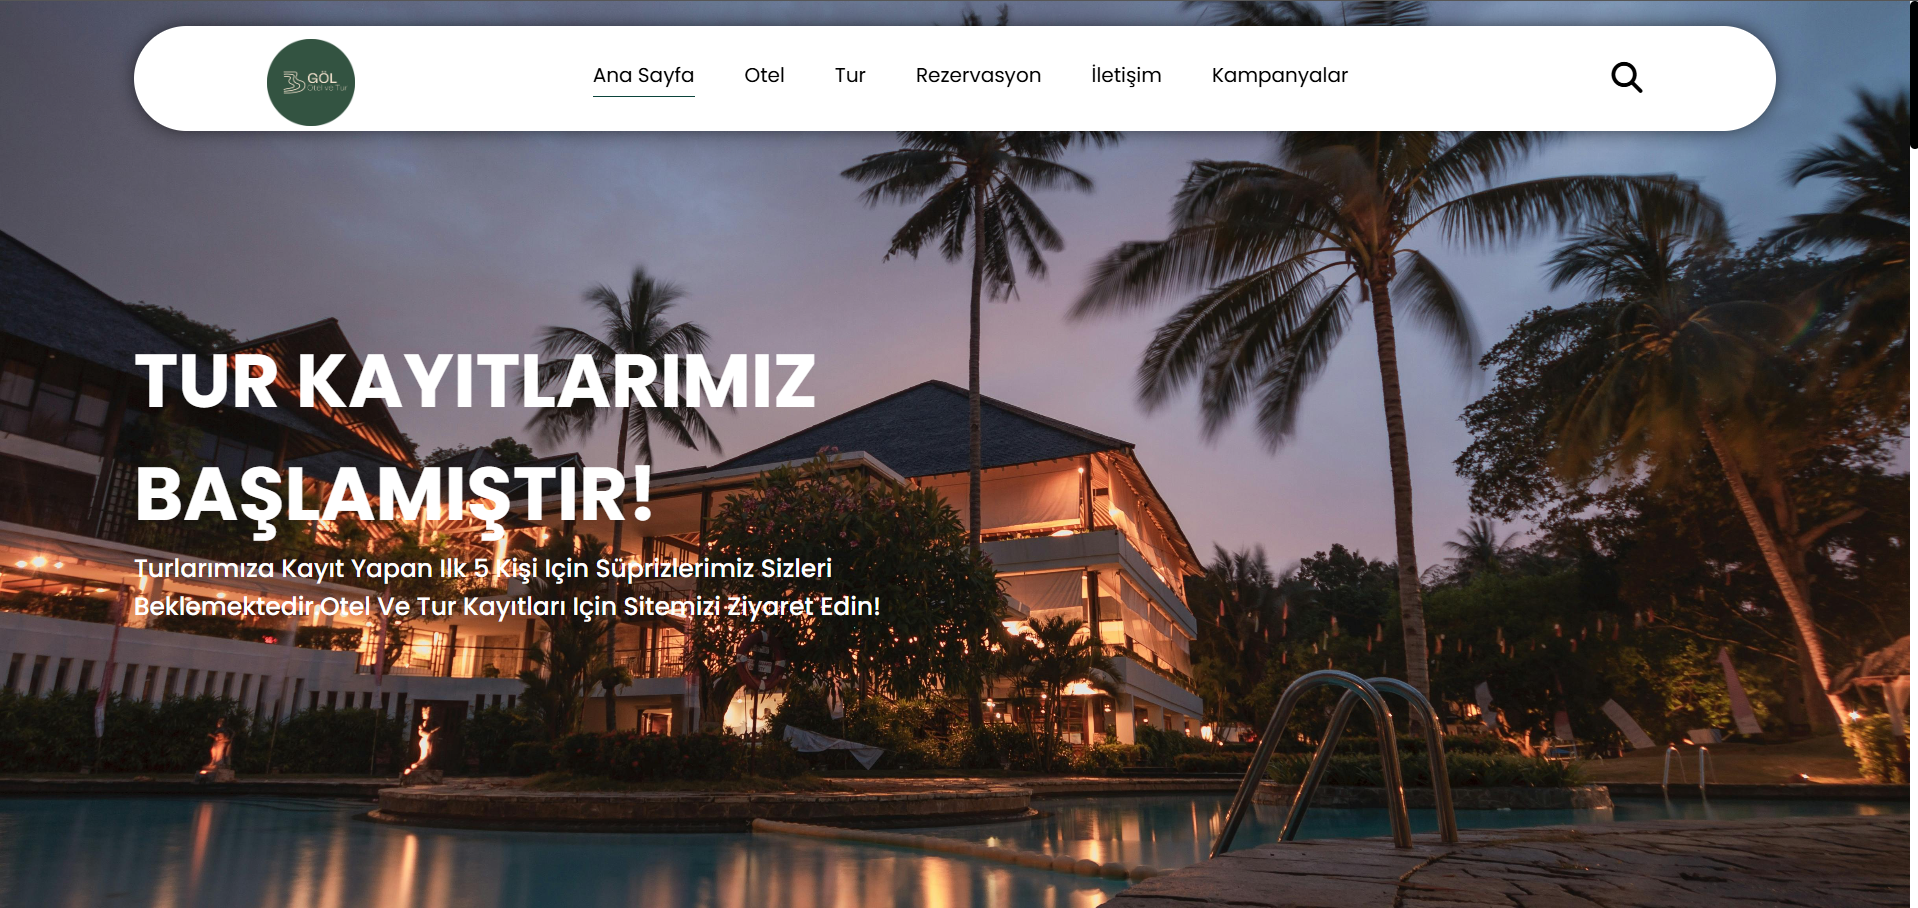 GÖL
Otel ve Tur
Ana Sayfa
Otel
Tur
Rezervasyon
İletişim
Kampanyalar
TUR KAYITLARIMIZ
BAŞLAMIŞTIR!
Turlarımıza Kayıt Yapan Ilk 5 Kişi Için Süprizlerimiz Sizleri
Beklemektedir,Otel Ve Tur Kayıtları Için Sitemizi Ziyaret Edin!